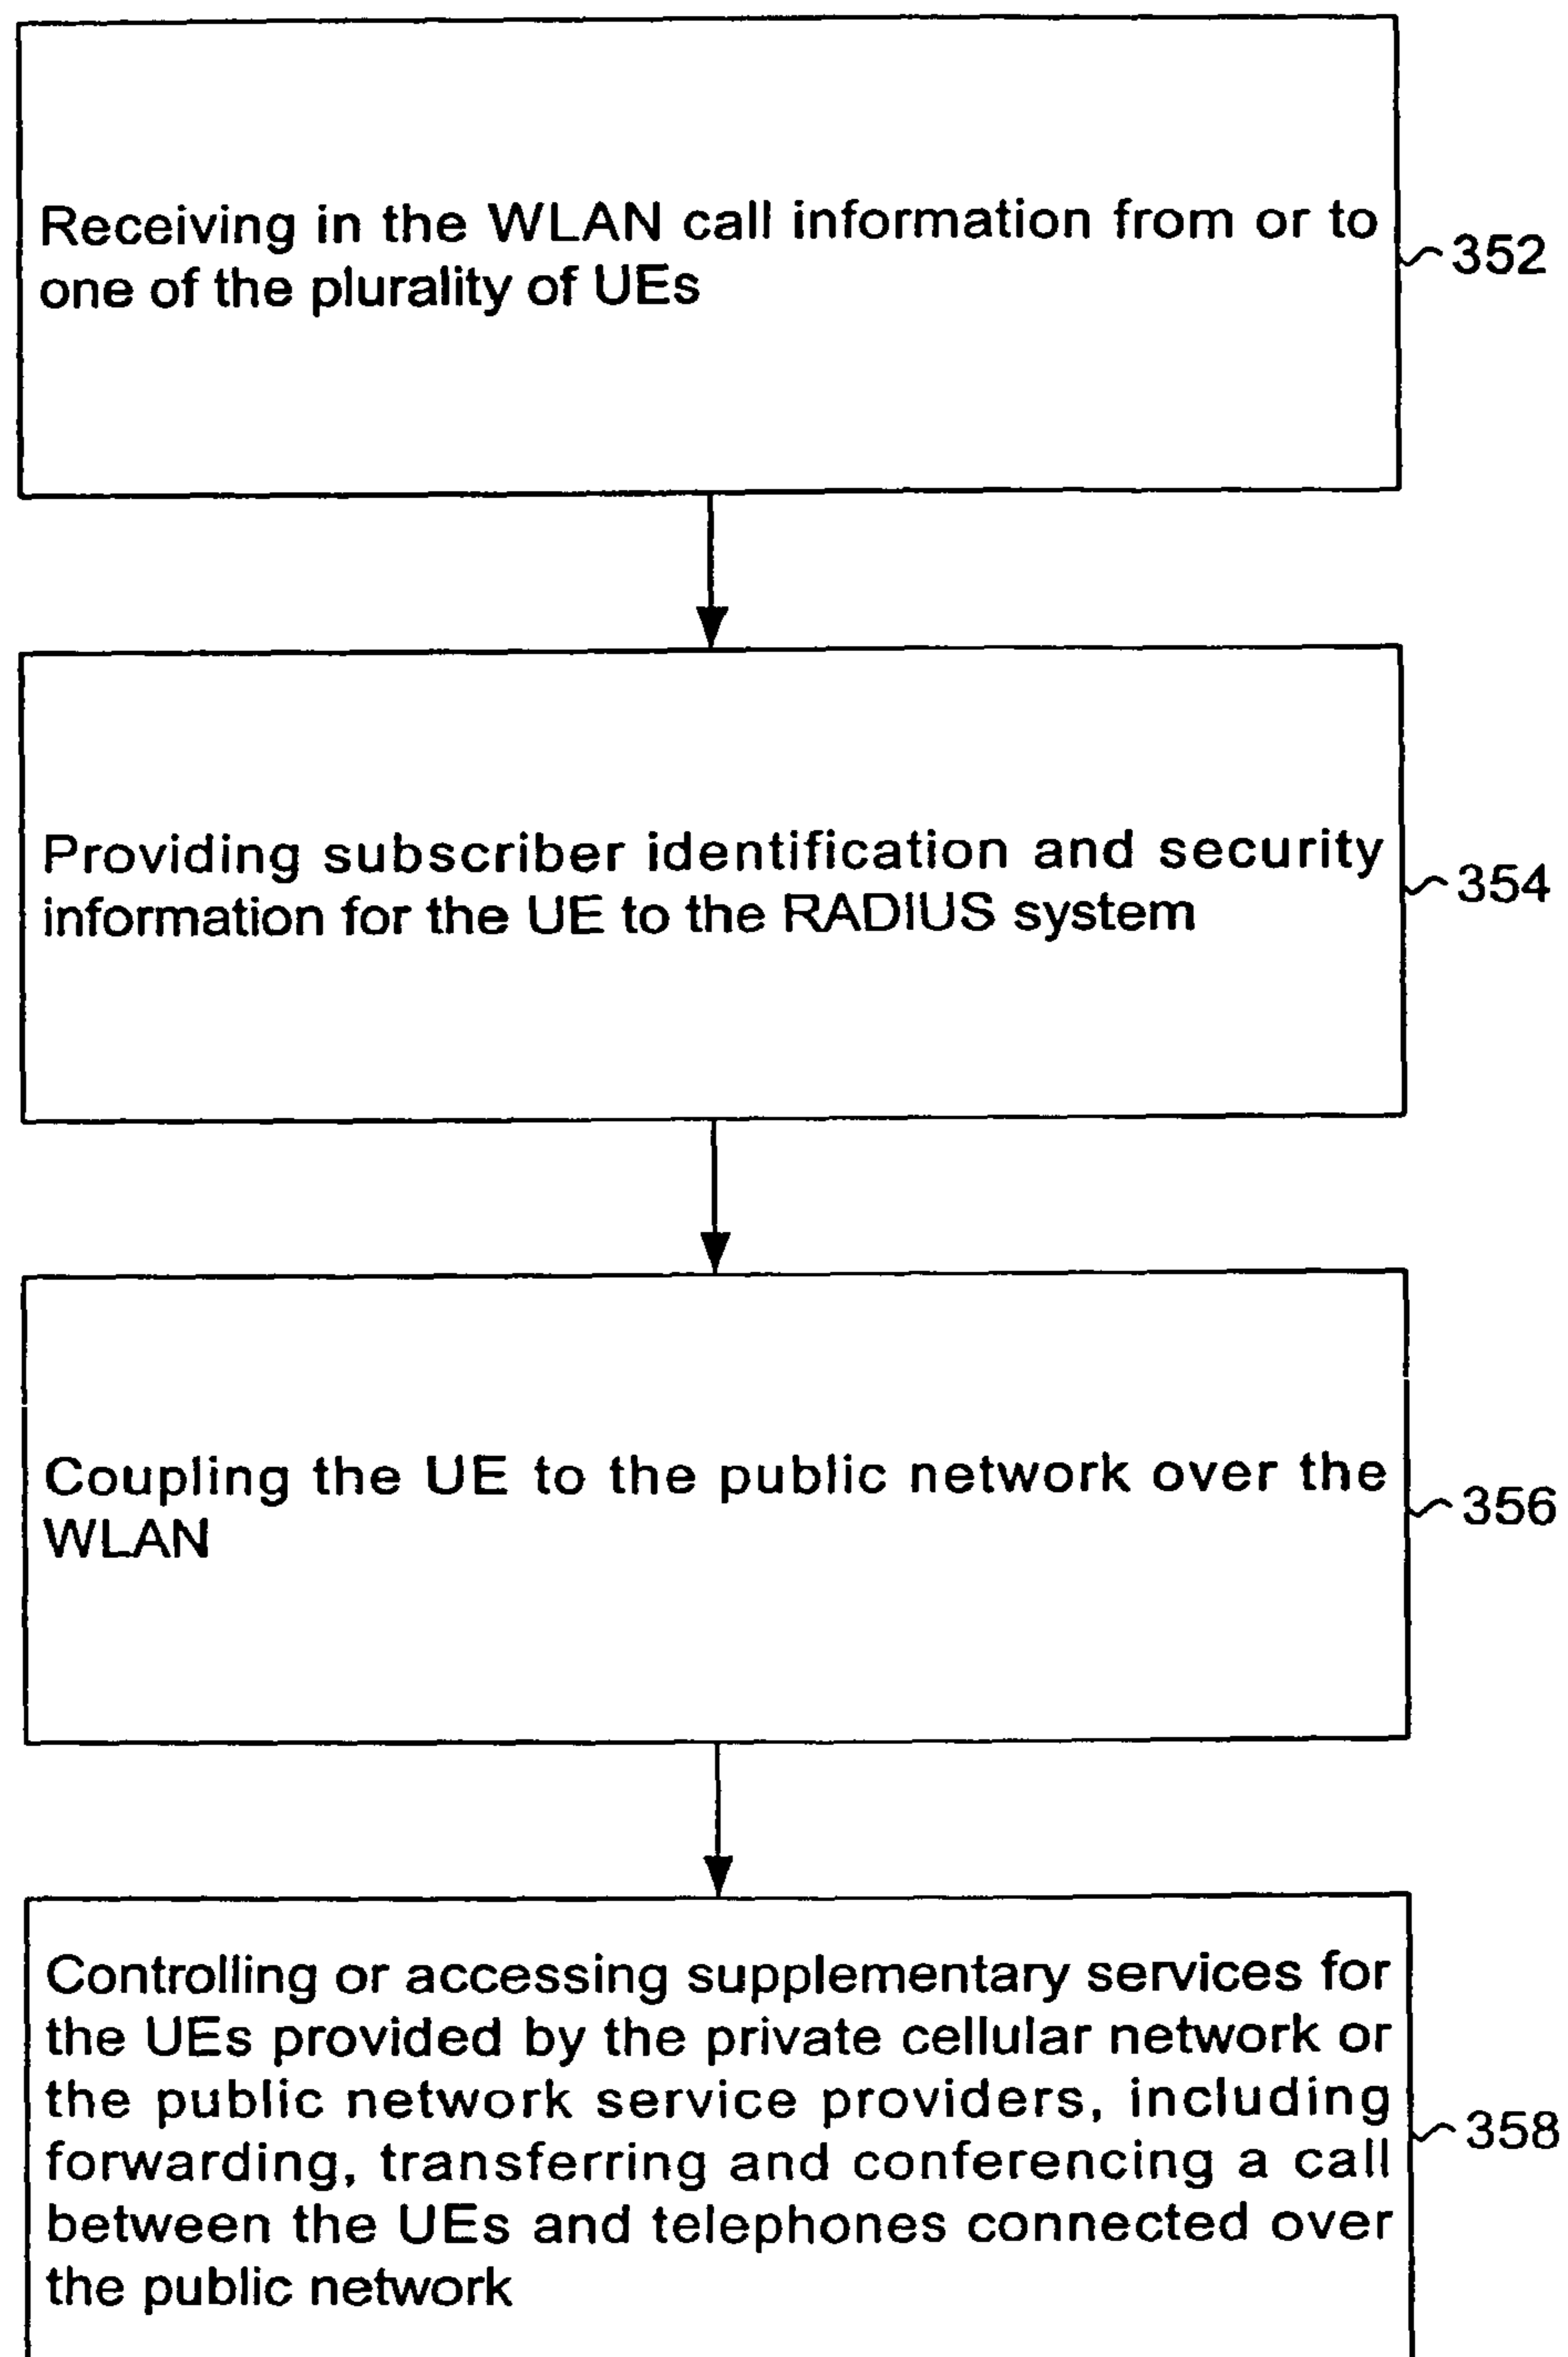 Receiving in the WLAN call information from or to
one of the plurality of UEs
352
Providing subscriber identification and security
information for the UE to the RADIUS system
354
Coupling the UE to the public network over the
WLAN
356
Controlling or accessing supplementary services for
the UEs provided by the private cellular network or
the public network service providers, including
forwarding, transferring and conferencing a call
between the UEs and telephones connected over
the public network
358